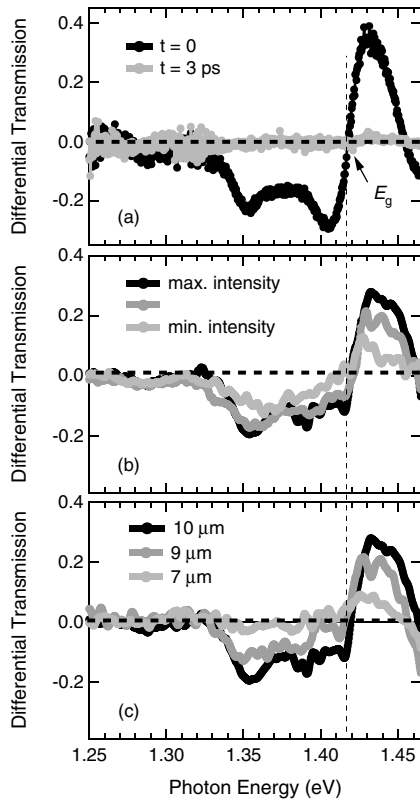 0.4
t = 0
t = 3 ps
0.2
0.0
-0.2
Differential Transmission
(a)
E_g
0.4
max. intensity
min. intensity
0.2
0.0
-0.2
Differential Transmission
(b)
0.4
10 µm
9 µm
7 µm
0.2
0.0
-0.2
Differential Transmission
(c)
1.25 1.30 1.35 1.40 1.45
Photon Energy (eV)